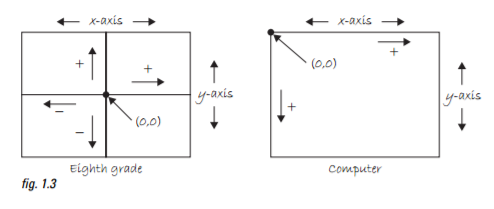 x-axis
+
+
−
−
(0,0)
y-axis
Eighth grade
x-axis
(0,0)
+
+
y-axis
Computer
fig. 1.3